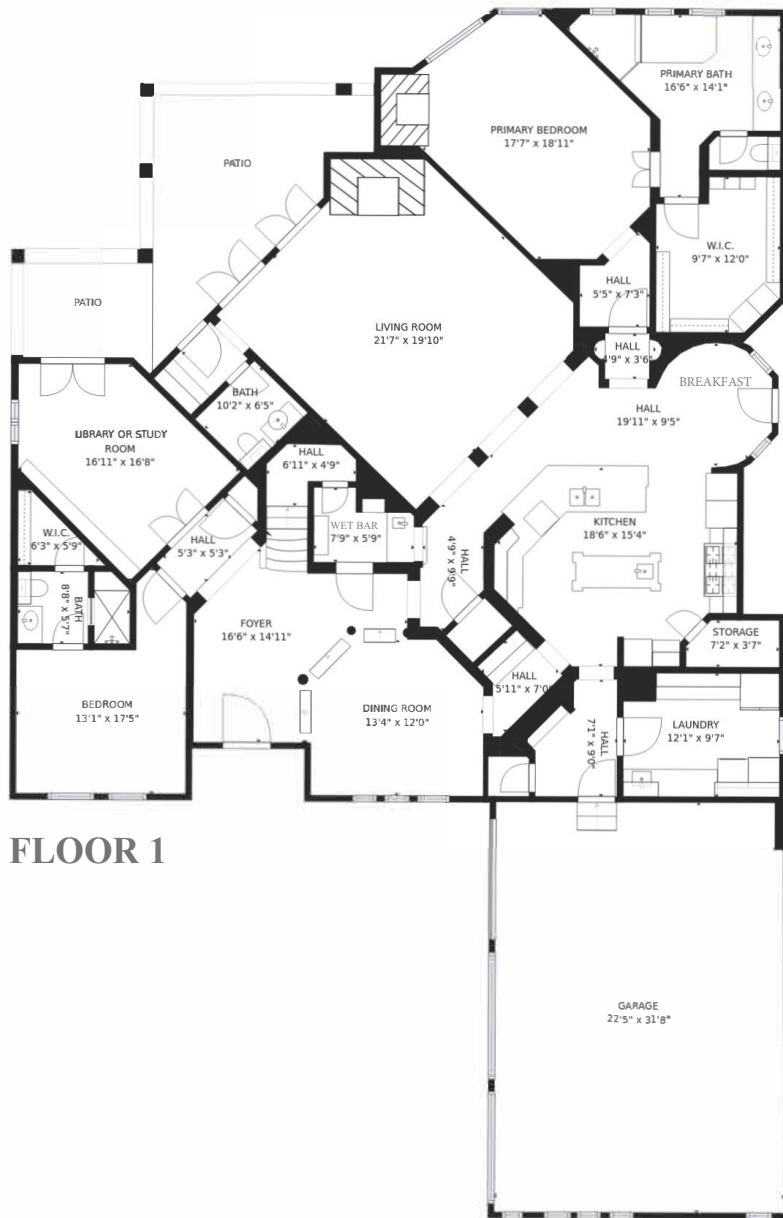 PRIMARY BATH
16'6" x 14'1"
PRIMARY BEDROOM
17'7" x 18'11"
PATIO
W.I.C.
9'7" x 12'0"
HALL
5'5" x 7'3"
PATIO
LIVING ROOM
21'7" x 19'10"
HALL
4'9" x 3'6"
BREAKFAST
BATH
10'2" x 6'5"
HALL
19'11" x 9'5"
LIBRARY OR STUDY
ROOM
16'11" x 16'8"
HALL
6'11" x 4'9"
WET BAR
7'9" x 5'9"
KITCHEN
18'6" x 15'4"
W.I.C.
6'3" x 5'9"
HALL
5'3" x 5'3"
HALL
4'9" x 9'9"
BATH
8'8" x 5'7"
FOYER
16'6" x 14'11"
STORAGE
7'2" x 3'7"
HALL
5'11" x 7'0"
BEDROOM
13'1" x 17'5"
DINING ROOM
13'4" x 12'0"
HALL
7'1" x 9'0"
LAUNDRY
12'1" x 9'7"
FLOOR 1
GARAGE
22'5" x 31'8"